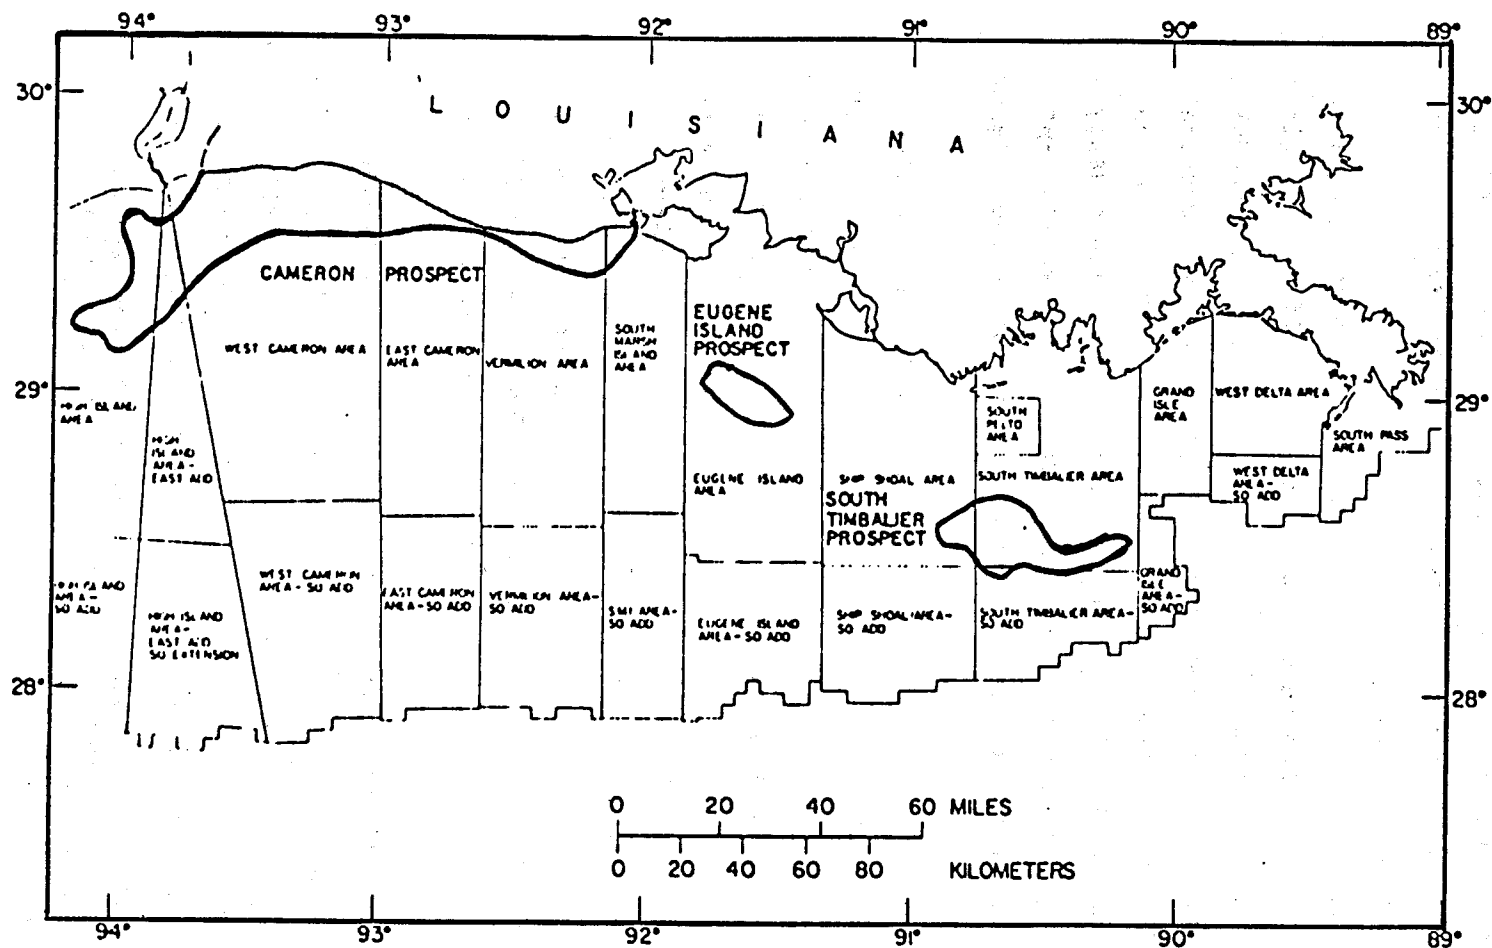 94° 93° 92° 91° 90° 89°
30° 30°
LOUISIANA
CAMERON PROSPECT
EUGENE
ISLAND
PROSPECT
SOUTH
MARSH
ISLAND
AREA
WEST CAMERON AREA
EAST CAMERON
AREA
VERMILION AREA
29° 29°
HIGH ISLAND
AREA
GRAND
ISLE
AREA
WEST DELTA AREA
SOUTH
PELTO
AREA
HIGH
ISLAND
AREA-
EAST ADD
SOUTH PASS
AREA
EUGENE ISLAND
AREA
SHIP SHOAL AREA
SOUTH TIMBALIER AREA
WEST DELTA
AREA-
SO ADD
SOUTH
TIMBALIER
PROSPECT
HIGH ISLAND
AREA-
SO ADD
WEST CAMERON
AREA-SO ADD
EAST CAMERON
AREA-SO ADD
VERMILION AREA-
SO ADD
SMI AREA-
SO ADD
GRAND
ISLE
AREA-
SO ADD
HIGH ISLAND
AREA-
EAST ADD
SO EXTENSION
EUGENE ISLAND
AREA-SO ADD
SHIP SHOAL AREA-
SO ADD
SOUTH TIMBALIER AREA-
SO ADD
28° 28°
0 20 40 60 MILES
0 20 40 60 80 KILOMETERS
94° 93° 92° 91° 90° 89°